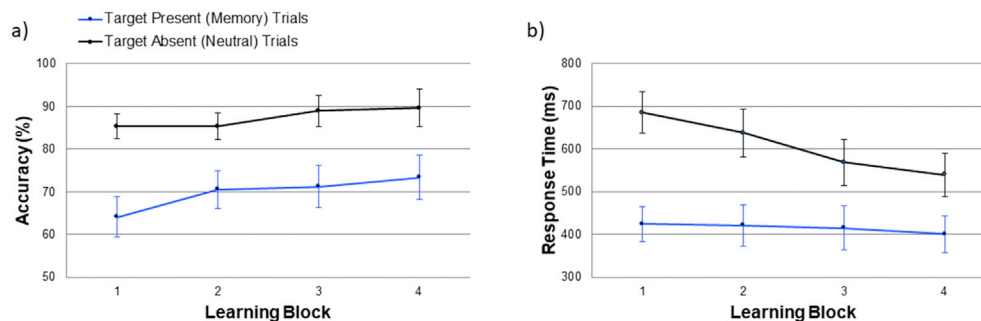 Target Present (Memory) Trials
Target Absent (Neutral) Trials
a)
100
90
80
70
60
50
Accuracy (%)
1 2 3 4
Learning Block
b)
800
700
600
500
400
300
Response Time (ms)
1 2 3 4
Learning Block